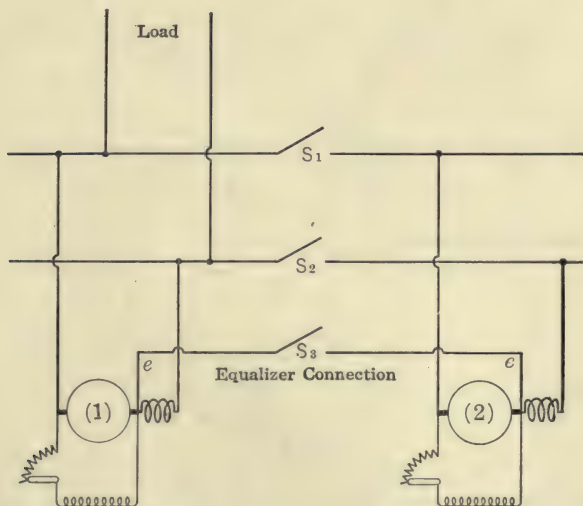 Load
S₁
S₂
S₃
e e
Equalizer Connection
(1) (2)